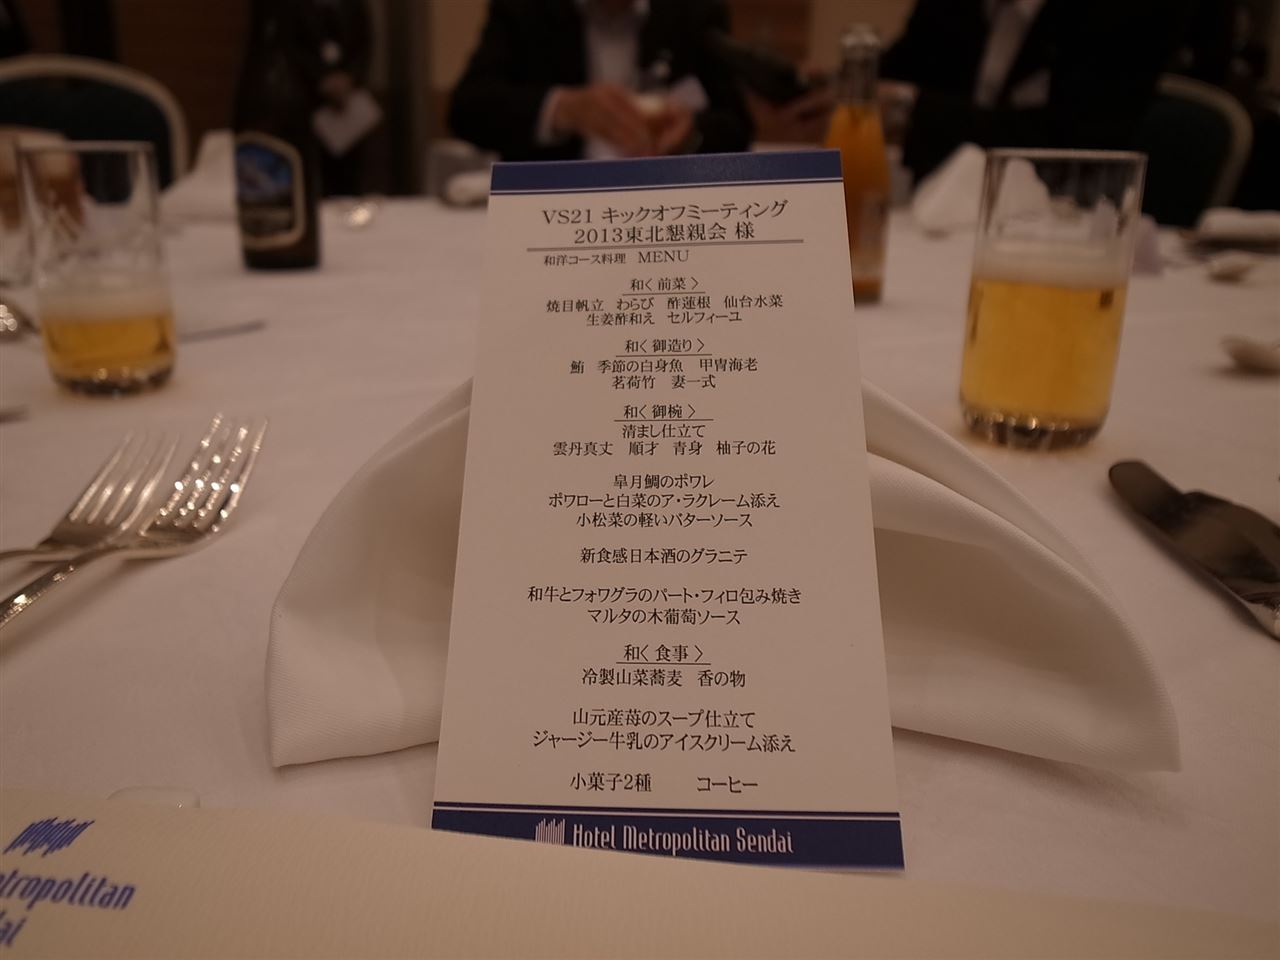 VS21 キックオフミーティング
2013東北懇親会 様
和洋コース料理 MENU
和〈 前菜 〉
焼目帆立 わらび 酢蓮根 仙台水菜
生姜酢和え セルフィーユ
和〈 御造り 〉
鮪 季節の白身魚 甲冑海老
茗荷竹 妻一式
和〈 御椀 〉
清まし仕立て
雲丹真丈 順才 青身 柚子の花
皐月鯛のポワレ
ポワローと白菜のア・ラクレーム添え
小松菜の軽いバターソース
新食感日本酒のグラニテ
和牛とフォワグラのパート・フィロ包み焼き
マルタの木葡萄ソース
和〈 食事 〉
冷製山菜蕎麦 香の物
山元産苺のスープ仕立て
ジャージー牛乳のアイスクリーム添え
小菓子2種 コーヒー
Hotel Metropolitan Sendai
etropolitan
dai